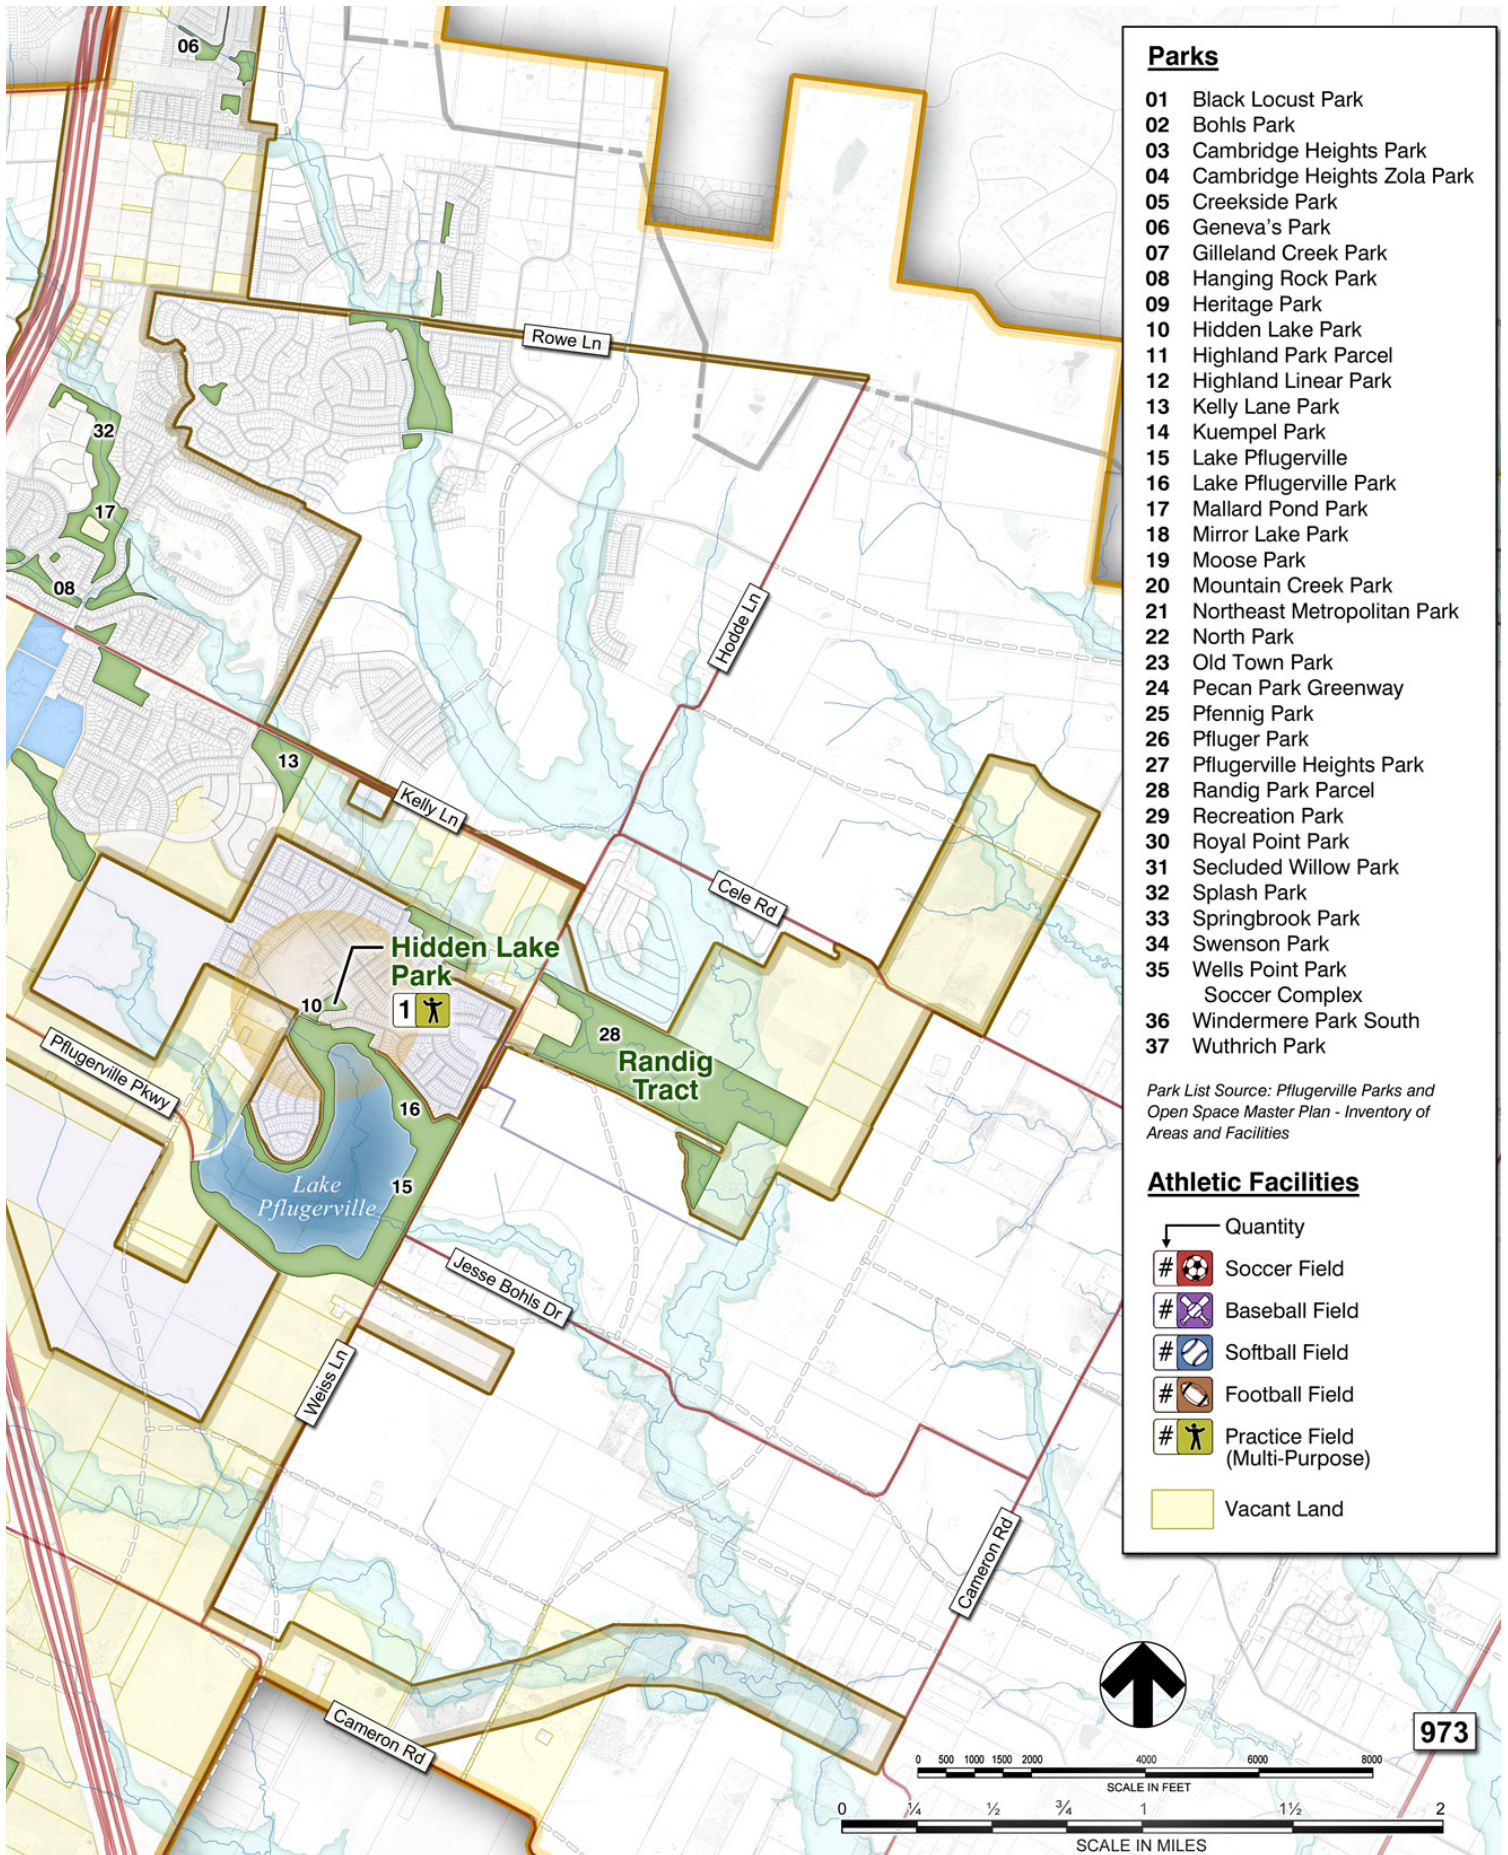 06
Rowe Ln
32
17
08
Hodde Ln
13
Kelly Ln
Cele Rd
Hidden Lake
Park
10
1
28
Randig
Tract
Pflugerville Pkwy
16
Lake
Pflugerville
15
Jesse Bohls Dr
Weiss Ln
Cameron Rd
Cameron Rd
973
Parks
01 Black Locust Park
02 Bohls Park
03 Cambridge Heights Park
04 Cambridge Heights Zola Park
05 Creekside Park
06 Geneva's Park
07 Gilleland Creek Park
08 Hanging Rock Park
09 Heritage Park
10 Hidden Lake Park
11 Highland Park Parcel
12 Highland Linear Park
13 Kelly Lane Park
14 Kuempel Park
15 Lake Pflugerville
16 Lake Pflugerville Park
17 Mallard Pond Park
18 Mirror Lake Park
19 Moose Park
20 Mountain Creek Park
21 Northeast Metropolitan Park
22 North Park
23 Old Town Park
24 Pecan Park Greenway
25 Pfennig Park
26 Pfluger Park
27 Pflugerville Heights Park
28 Randig Park Parcel
29 Recreation Park
30 Royal Point Park
31 Secluded Willow Park
32 Splash Park
33 Springbrook Park
34 Swenson Park
35 Wells Point Park
Soccer Complex
36 Windermere Park South
37 Wuthrich Park
Park List Source: Pflugerville Parks and
Open Space Master Plan - Inventory of
Areas and Facilities
Athletic Facilities
Quantity
# Soccer Field
# Baseball Field
# Softball Field
# Football Field
# Practice Field
(Multi-Purpose)
Vacant Land
0 500 1000 1500 2000 4000 6000 8000
SCALE IN FEET
0 ¼ ½ ¾ 1 1½ 2
SCALE IN MILES